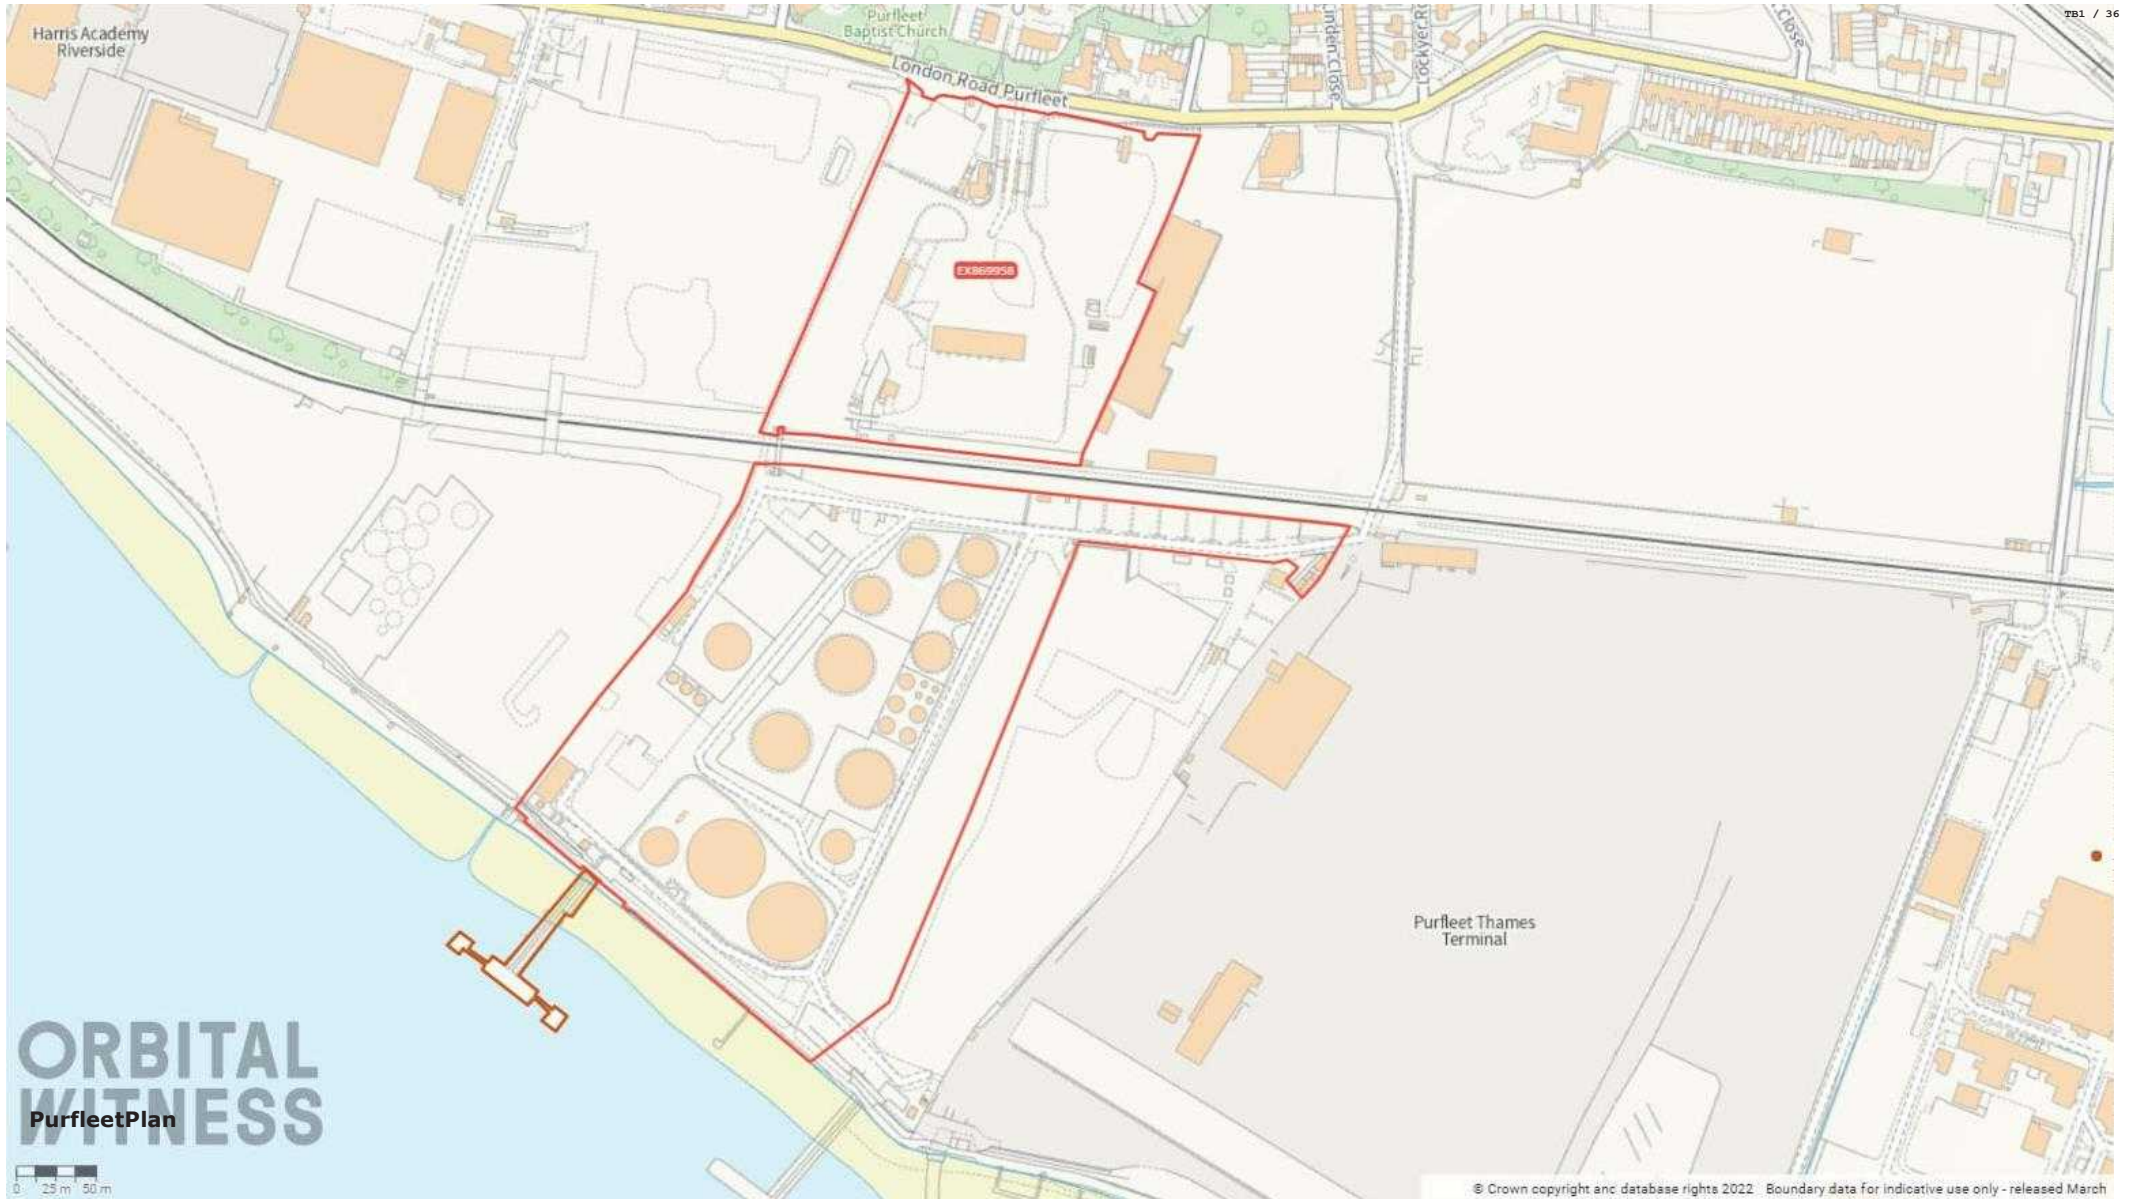 TB1 / 36
Harris Academy
Riverside
Purfleet
Baptist Church
London Road Purfleet
Linden Close
Close
EX869958
Purfleet Thames
Terminal
ORBITAL
WITNESS
PurfleetPlan
0 25 m 50 m
© Crown copyright and database rights 2022 Boundary data for indicative use only - released March